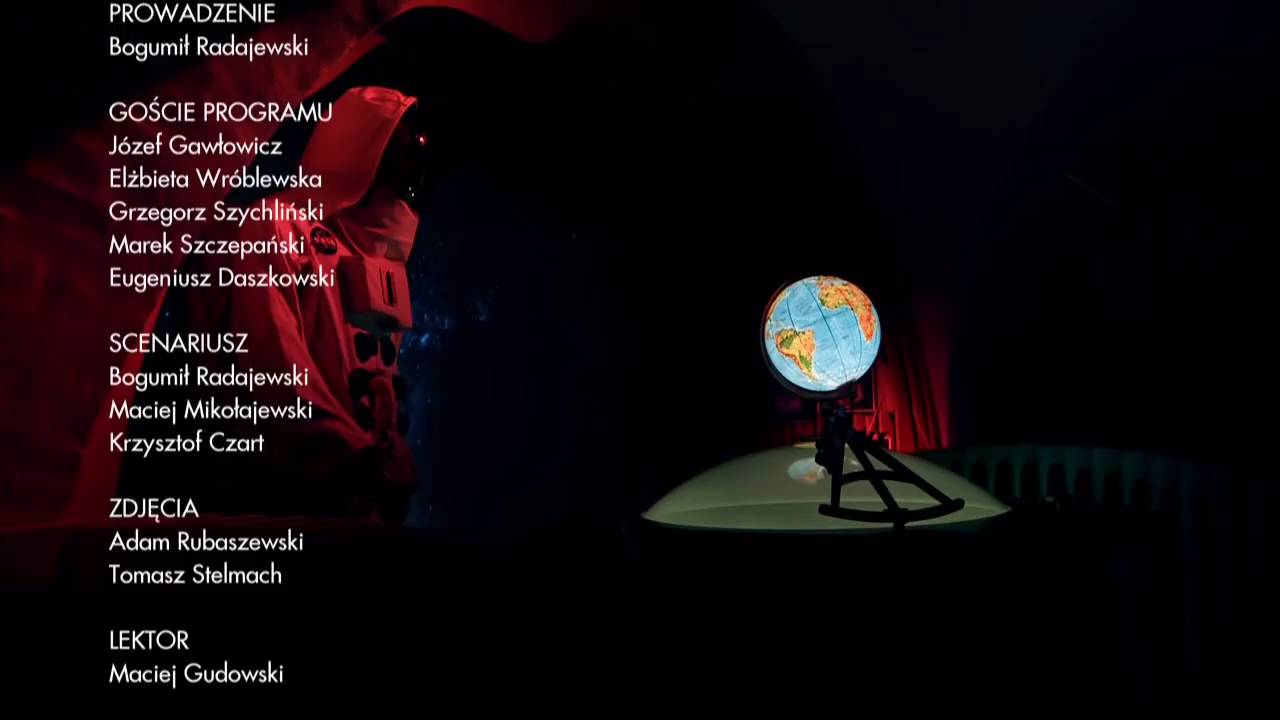 PROWADZENIE
Bogumił Radajewski
GOŚCIE PROGRAMU
Józef Gawłowicz
Elżbieta Wróblewska
Grzegorz Szychliński
Marek Szczepański
Eugeniusz Daszkowski
SCENARIUSZ
Bogumił Radajewski
Maciej Mikołajewski
Krzysztof Czart
ZDJĘCIA
Adam Rubaszewski
Tomasz Stelmach
LEKTOR
Maciej Gudowski